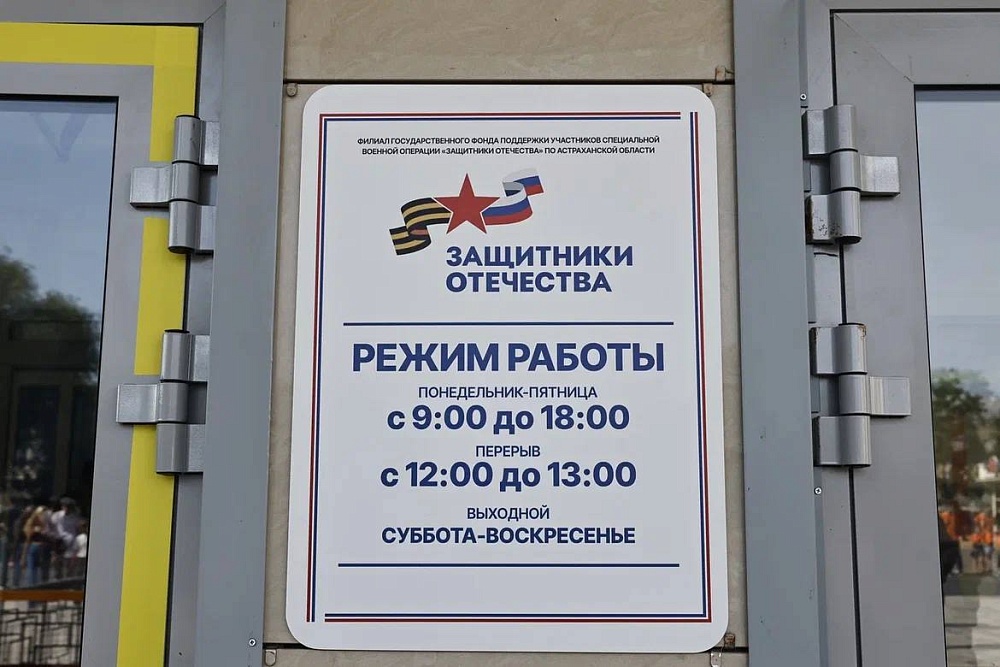 ФИЛИАЛ ГОСУДАРСТВЕННОГО ФОНДА ПОДДЕРЖКИ УЧАСТНИКОВ СПЕЦИАЛЬНОЙ
ВОЕННОЙ ОПЕРАЦИИ «ЗАЩИТНИКИ ОТЕЧЕСТВА» ПО АСТРАХАНСКОЙ ОБЛАСТИ
ЗАЩИТНИКИ
ОТЕЧЕСТВА
РЕЖИМ РАБОТЫ
ПОНЕДЕЛЬНИК-ПЯТНИЦА
с 9:00 до 18:00
ПЕРЕРЫВ
с 12:00 до 13:00
ВЫХОДНОЙ
СУББОТА-ВОСКРЕСЕНЬЕ